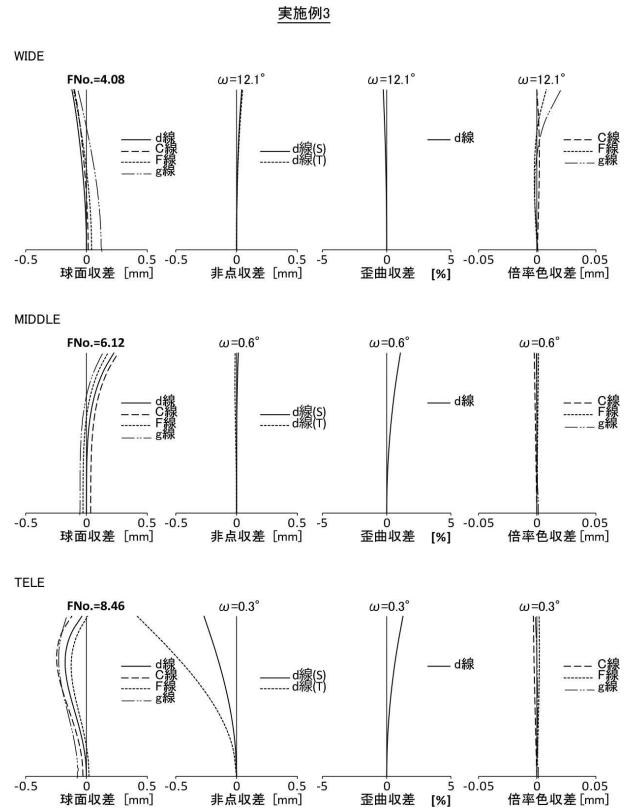 実施例3
WIDE
FNo.=4.08
ω=12.1°
ω=12.1°
ω=12.1°
d線
C線
F線
g線
d線(S)
d線(T)
d線
C線
F線
g線
-0.5 0 0.5
-0.5 0 0.5
-5 0 5
-0.05 0 0.05
球面収差 [mm]
非点収差 [mm]
歪曲収差 [%]
倍率色収差 [mm]
MIDDLE
FNo.=6.12
ω=0.6°
ω=0.6°
ω=0.6°
d線
C線
F線
g線
d線(S)
d線(T)
d線
C線
F線
g線
-0.5 0 0.5
-0.5 0 0.5
-5 0 5
-0.05 0 0.05
球面収差 [mm]
非点収差 [mm]
歪曲収差 [%]
倍率色収差 [mm]
TELE
FNo.=8.46
ω=0.3°
ω=0.3°
ω=0.3°
d線
C線
F線
g線
d線(S)
d線(T)
d線
C線
F線
g線
-0.5 0 0.5
-0.5 0 0.5
-5 0 5
-0.05 0 0.05
球面収差 [mm]
非点収差 [mm]
歪曲収差 [%]
倍率色収差 [mm]